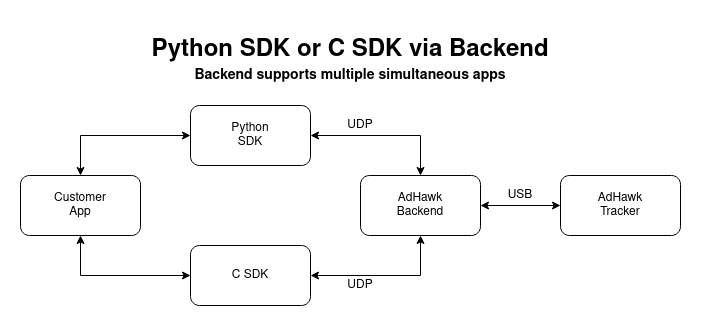 Python SDK or C SDK via Backend
Backend supports multiple simultaneous apps
Python
SDK
UDP
Customer
App
AdHawk
Backend
USB
AdHawk
Tracker
C SDK
UDP